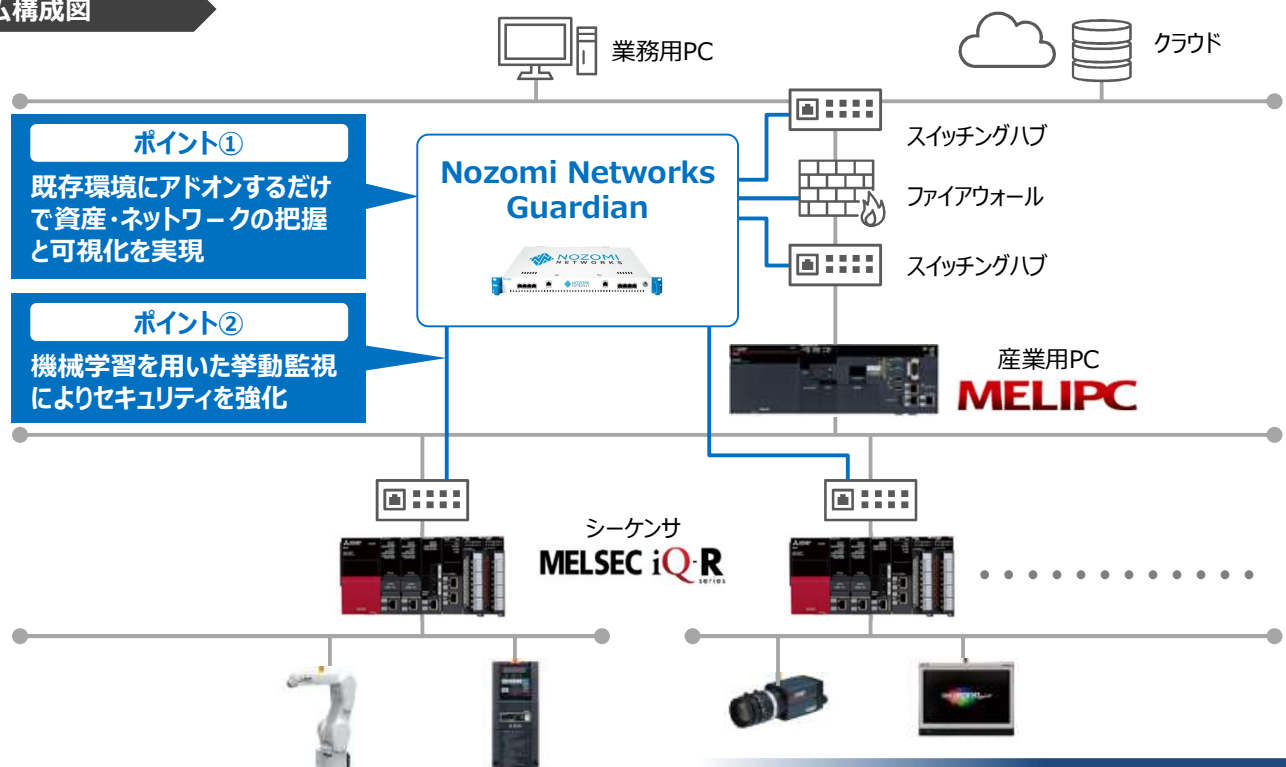 ム構成図
業務用PC
クラウド
ポイント①
既存環境にアドオンするだけ
で資産・ネットワークの把握
と可視化を実現
Nozomi Networks
Guardian
NOZOMI
NETWORKS
スイッチングハブ
ファイアウォール
スイッチングハブ
ポイント②
機械学習を用いた挙動監視
によりセキュリティを強化
産業用PC
MELIPC
シーケンサ
MELSEC iQ-R
series